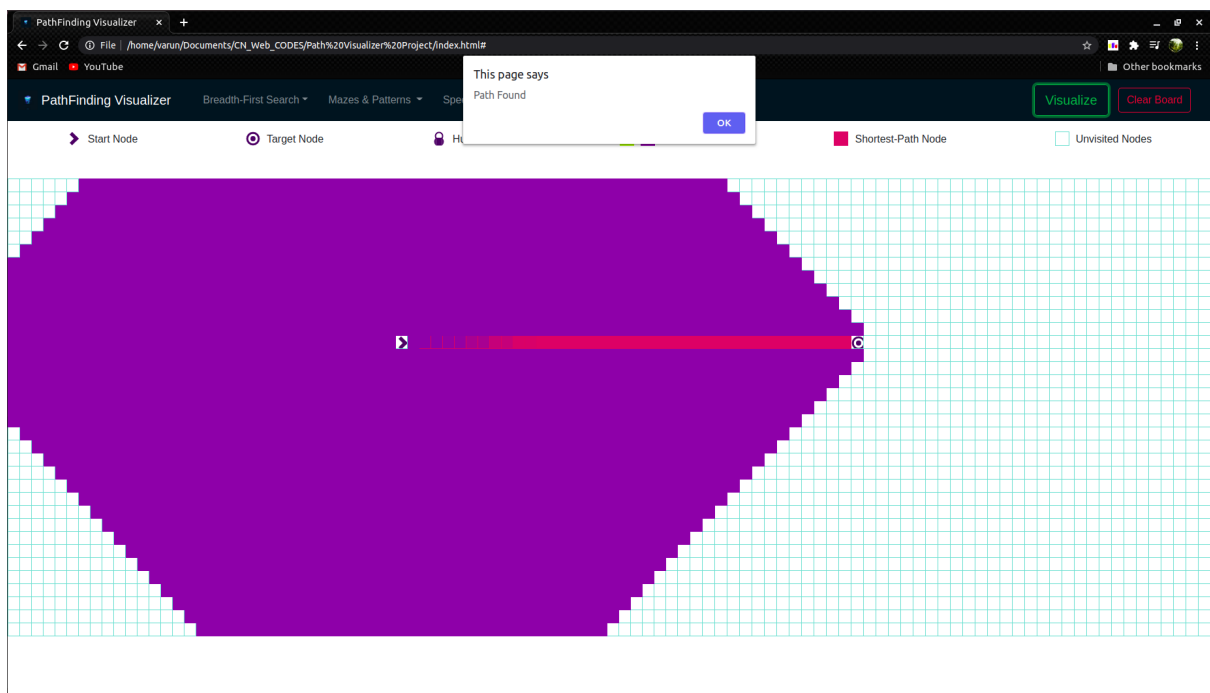 PathFinding Visualizer
File | /home/varun/Documents/CN_Web_CODES/Path%20Visualizer%20Project/index.html#
Gmail YouTube Other bookmarks
This page says
Path Found
OK
PathFinding Visualizer Breadth-First Search Mazes & Patterns Visualize Clear Board
Start Node Target Node Shortest-Path Node Unvisited Nodes